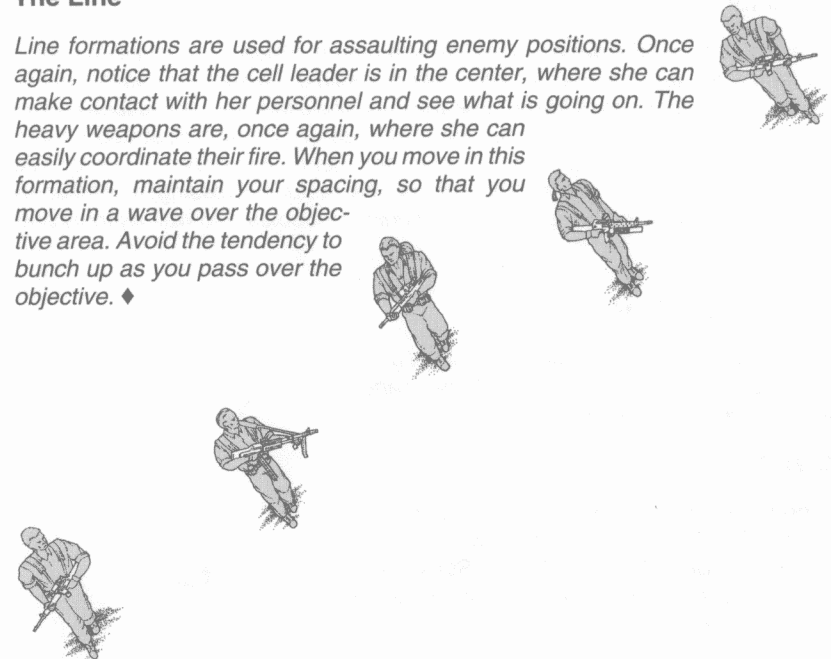 The Line
Line formations are used for assaulting enemy positions. Once
again, notice that the cell leader is in the center, where she can
make contact with her personnel and see what is going on. The
heavy weapons are, once again, where she can
easily coordinate their fire. When you move in this
formation, maintain your spacing, so that you
move in a wave over the objec-
tive area. Avoid the tendency to
bunch up as you pass over the
objective. ♦